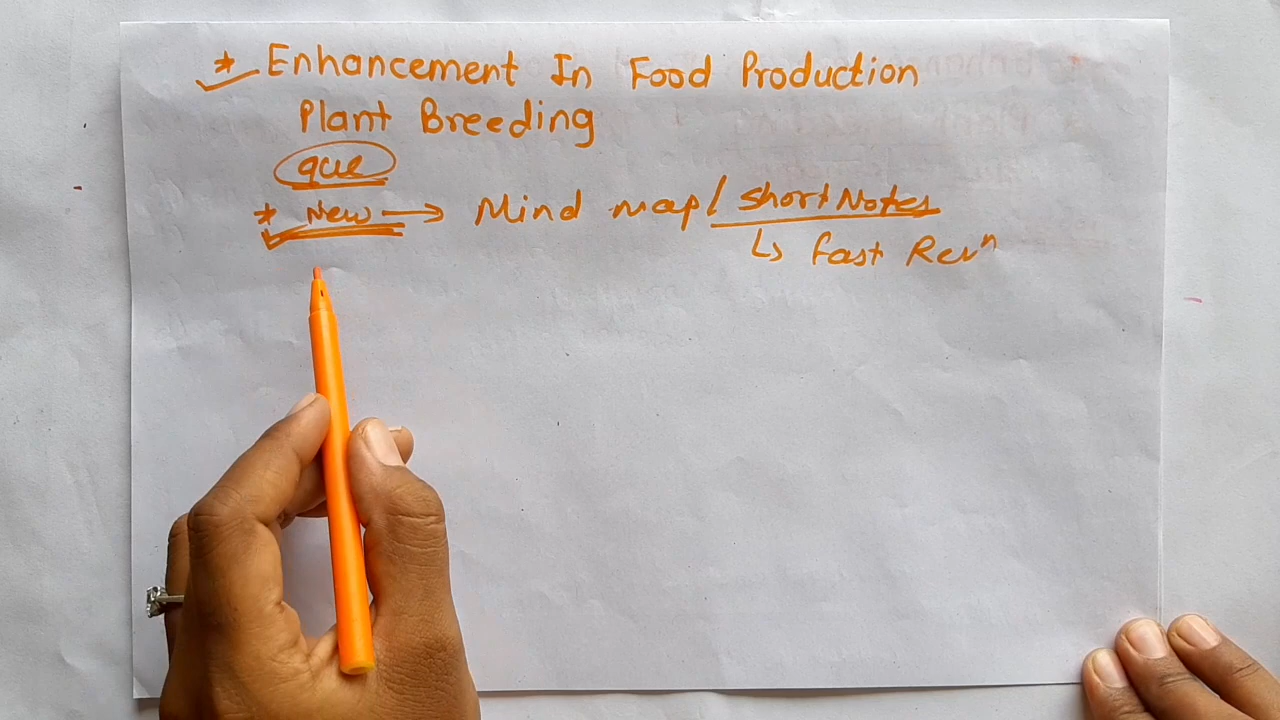 * Enhancement In Food Production
Plant Breeding
que
* New → Mind map / Short Notes
↳ fast Revⁿ